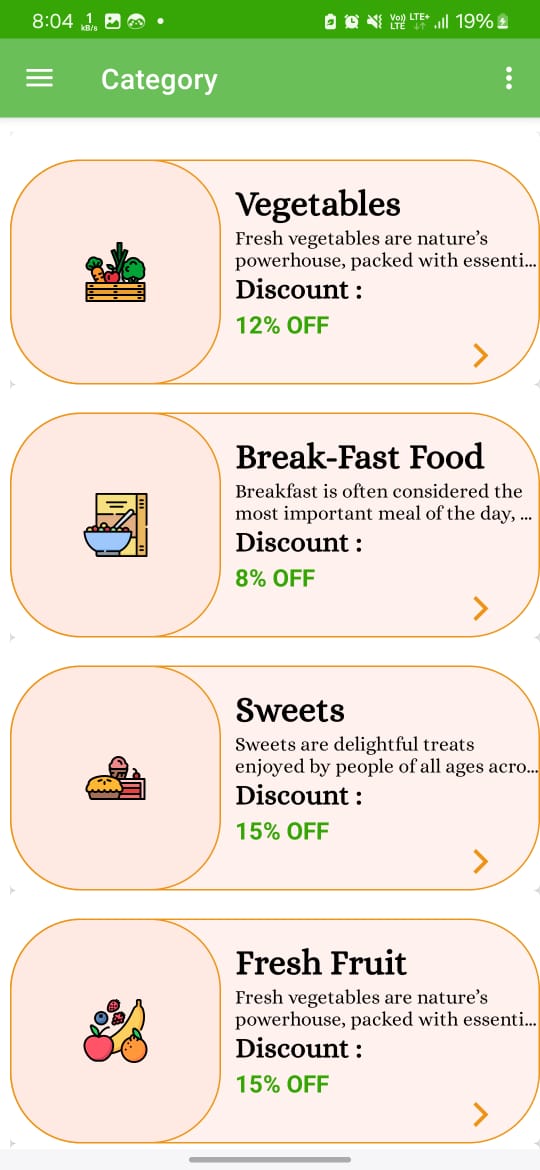 8:04 1 kB/s Vo)) LTE LTE+ 19%
Category
Vegetables
Fresh vegetables are nature’s
powerhouse, packed with essenti...
Discount :
12% OFF
Break-Fast Food
Breakfast is often considered the
most important meal of the day, ...
Discount :
8% OFF
Sweets
Sweets are delightful treats
enjoyed by people of all ages acro...
Discount :
15% OFF
Fresh Fruit
Fresh vegetables are nature’s
powerhouse, packed with essenti...
Discount :
15% OFF